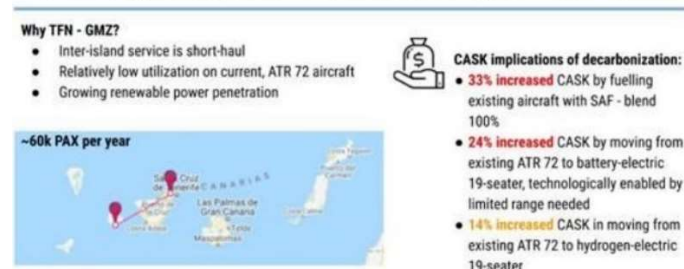 Why TFN - GMZ?
● Inter-island service is short-haul
● Relatively low utilization on current, ATR 72 aircraft
● Growing renewable power penetration
~60k PAX per year
Santa Cruz
de Tenerife
CANARIAS
Las Palmas de
Gran Canaria
Telde
Maspalomas
$
CASK implications of decarbonization:
● 33% increased CASK by fuelling
existing aircraft with SAF - blend
100%
● 24% increased CASK by moving from
existing ATR 72 to battery-electric
19-seater, technologically enabled by
limited range needed
● 14% increased CASK in moving from
existing ATR 72 to hydrogen-electric
19-seater